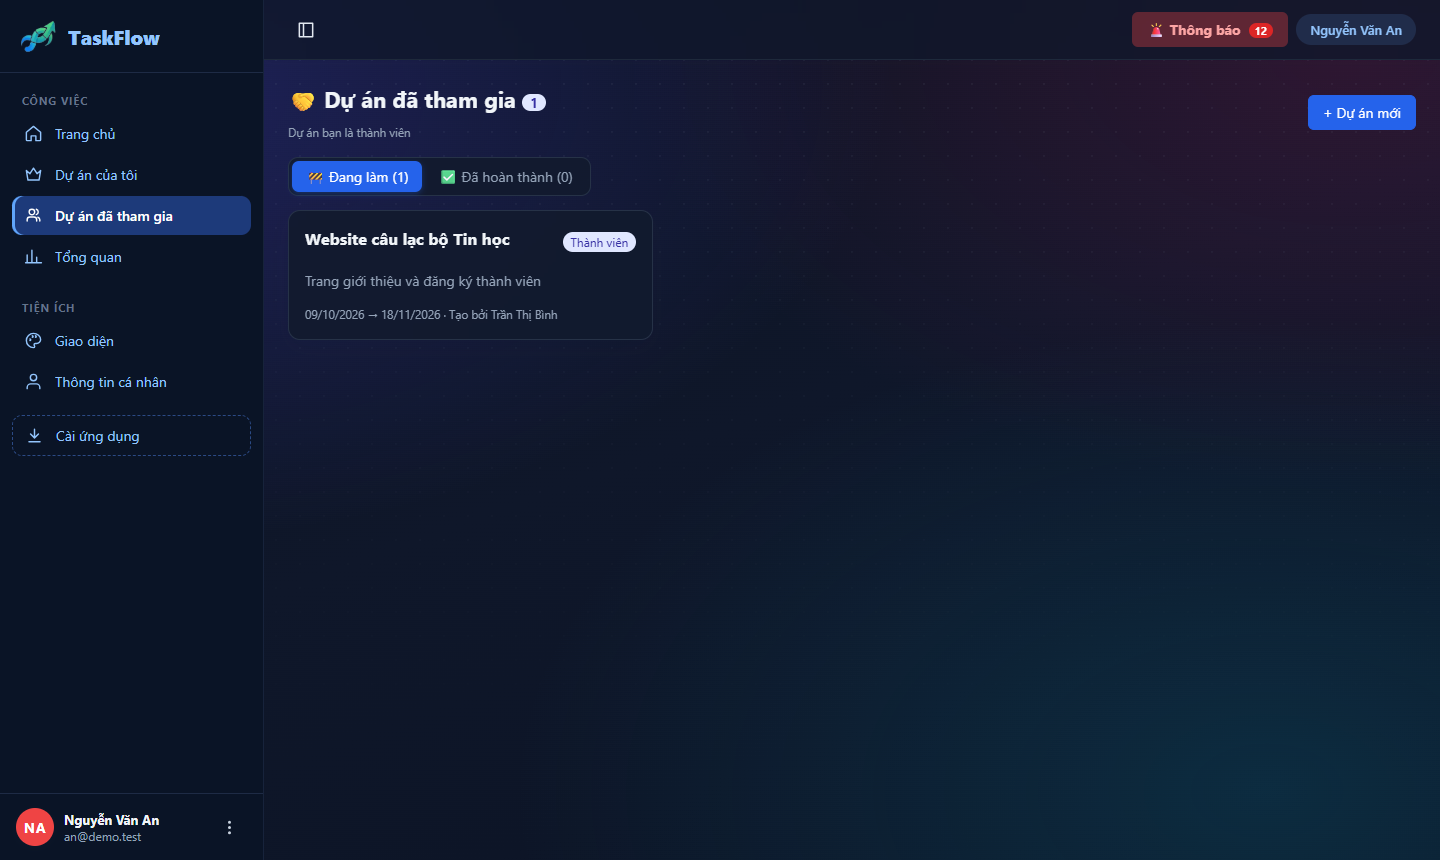 TaskFlow
CÔNG VIỆC
Trang chủ
Dự án của tôi
Dự án đã tham gia
Tổng quan
TIỆN ÍCH
Giao diện
Thông tin cá nhân
Cài ứng dụng
NA
Nguyễn Văn An
an@demo.test
Thông báo 12
Nguyễn Văn An
Dự án đã tham gia 1
Dự án bạn là thành viên
+ Dự án mới
Đang làm (1)
Đã hoàn thành (0)
Website câu lạc bộ Tin học
Thành viên
Trang giới thiệu và đăng ký thành viên
09/10/2026 → 18/11/2026 · Tạo bởi Trần Thị Bình